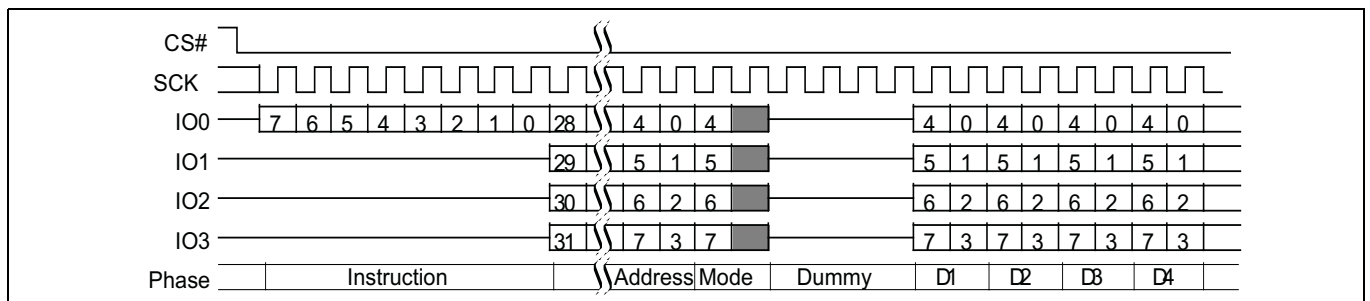 CS#
SCK
IO0 7 6 5 4 3 2 1 0 28 4 0 4 4 0 4 0 4 0 4 0
IO1 29 5 1 5 5 1 5 1 5 1 5 1
IO2 30 6 2 6 6 2 6 2 6 2 6 2
IO3 31 7 3 7 7 3 7 3 7 3 7 3
Phase Instruction Address Mode Dummy D1 D2 D3 D4